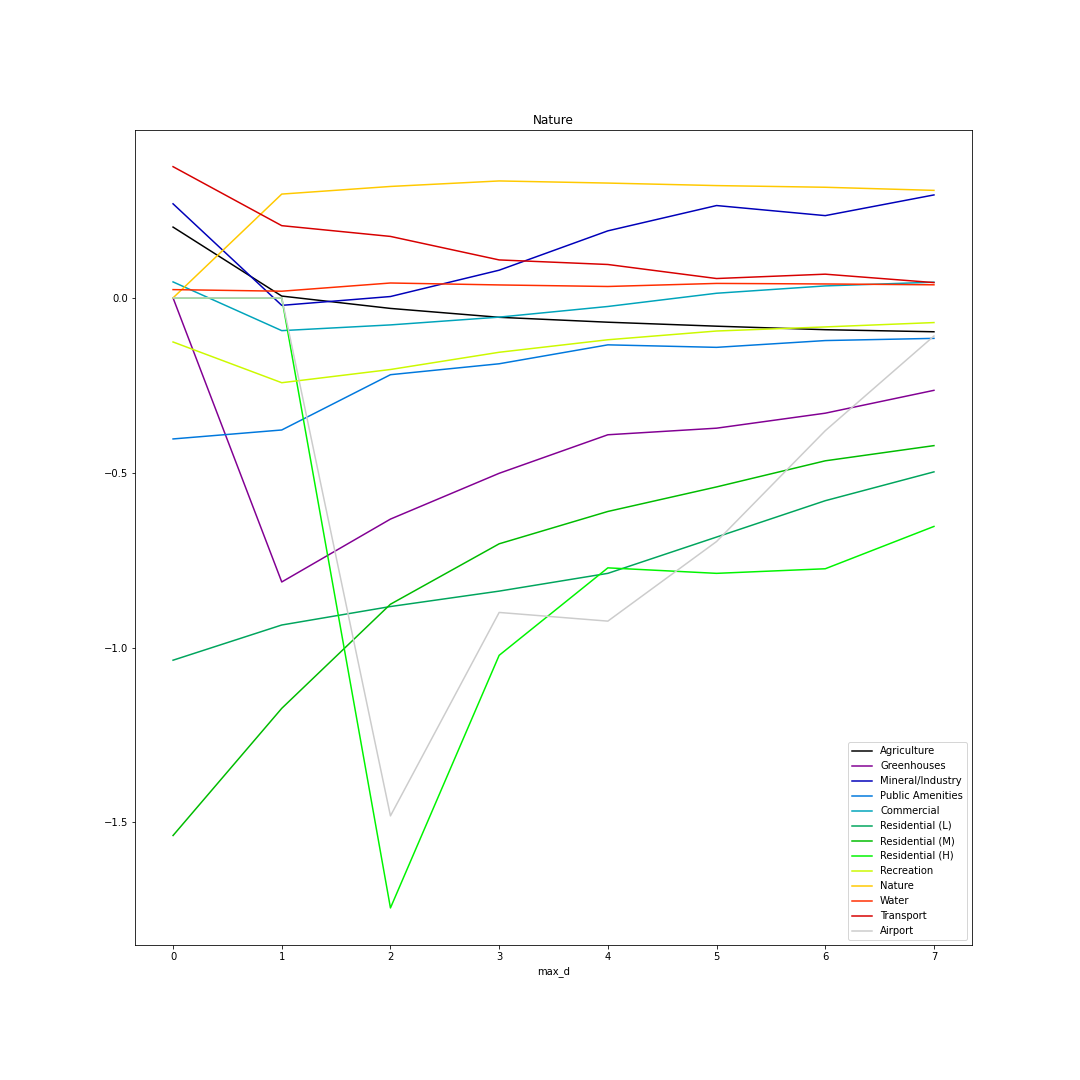 Nature
0.0
−0.5
−1.0
−1.5
0 1 2 3 4 5 6 7
max_d
Agriculture
Greenhouses
Mineral/Industry
Public Amenities
Commercial
Residential (L)
Residential (M)
Residential (H)
Recreation
Nature
Water
Transport
Airport